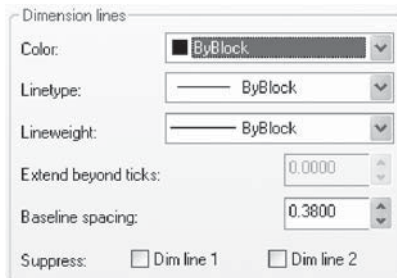 Dimension lines
Color: ByBlock
Linetype: ByBlock
Lineweight: ByBlock
Extend beyond ticks: 0.0000
Baseline spacing: 0.3800
Suppress: Dim line 1 Dim line 2